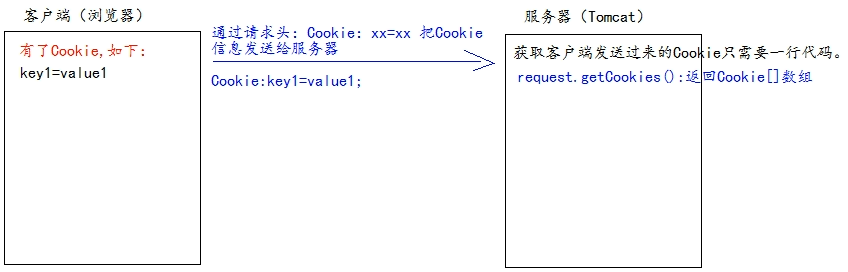 客户端（浏览器）
有了Cookie,如下:
key1=value1
通过请求头: Cookie: xx=xx 把Cookie
信息发送给服务器
Cookie:key1=value1;
服务器（Tomcat）
获取客户端发送过来的Cookie只需要一行代码。
request.getCookies():返回Cookie[]数组